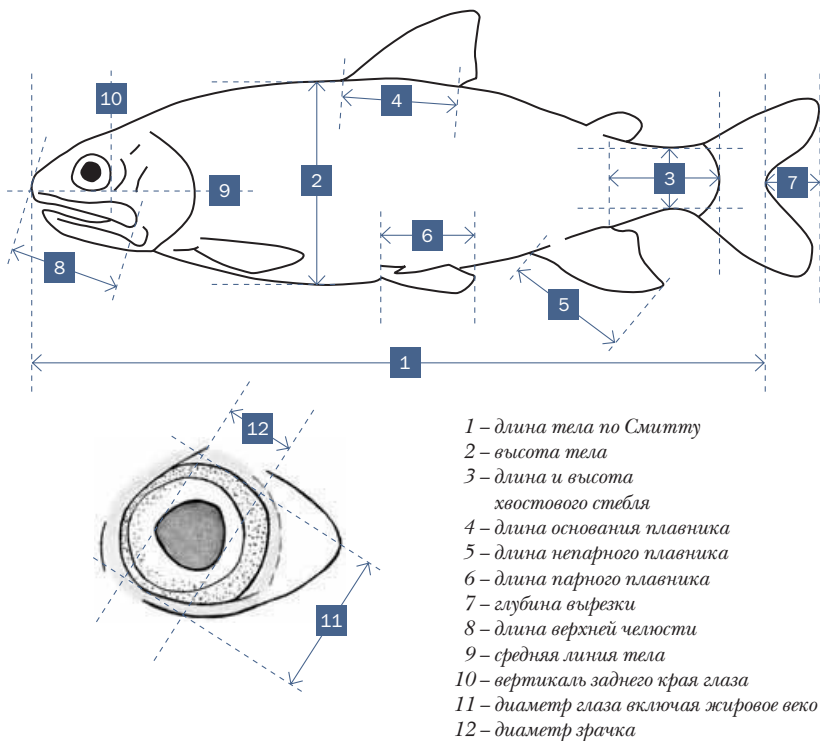 10
4
2
9
3
7
6
8
5
1
12
11
1 – длина тела по Смитту
2 – высота тела
3 – длина и высота
хвостового стебля
4 – длина основания плавника
5 – длина непарного плавника
6 – длина парного плавника
7 – глубина вырезки
8 – длина верхней челюсти
9 – средняя линия тела
10 – вертикаль заднего края глаза
11 – диаметр глаза включая жировое веко
12 – диаметр зрачка